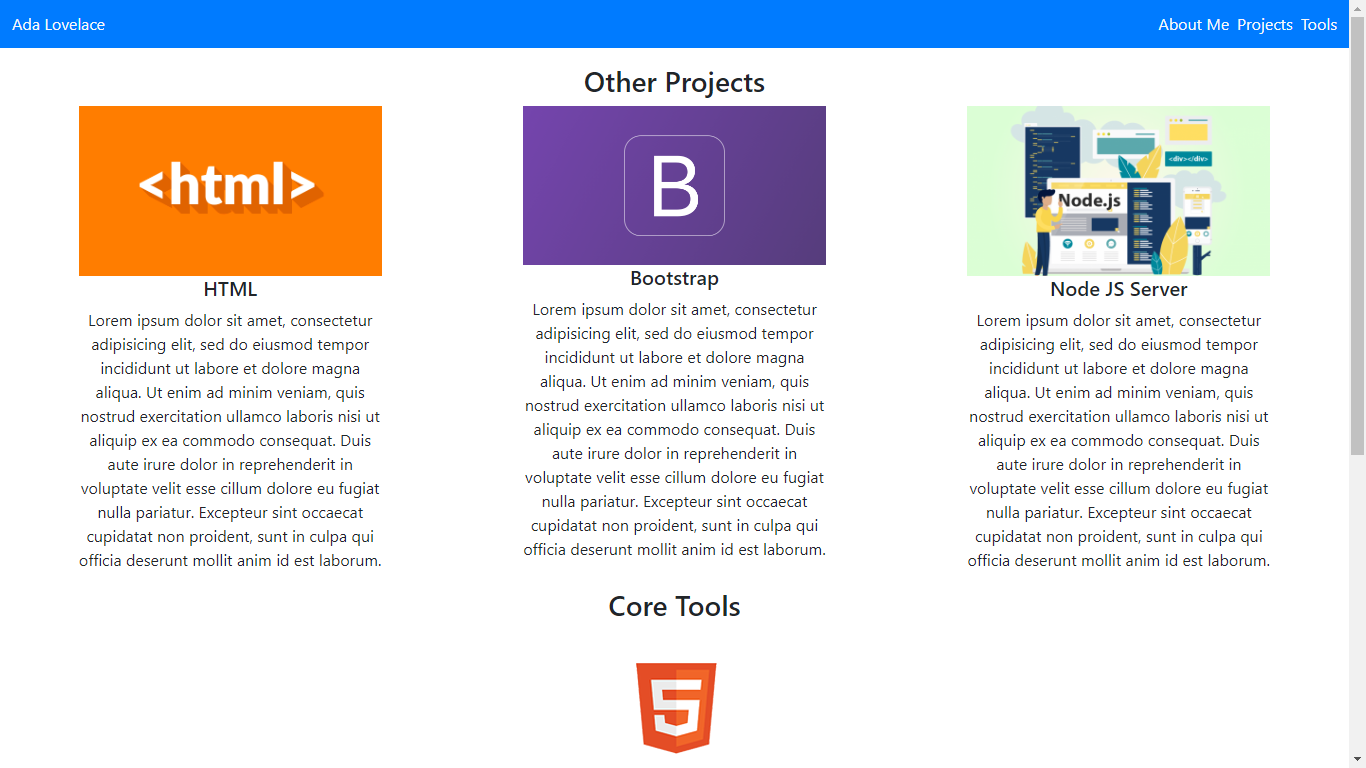 Ada Lovelace
About Me Projects Tools
Other Projects
<html>
HTML
Lorem ipsum dolor sit amet, consectetur
adipisicing elit, sed do eiusmod tempor
incididunt ut labore et dolore magna
aliqua. Ut enim ad minim veniam, quis
nostrud exercitation ullamco laboris nisi ut
aliquip ex ea commodo consequat. Duis
aute irure dolor in reprehenderit in
voluptate velit esse cillum dolore eu fugiat
nulla pariatur. Excepteur sint occaecat
cupidatat non proident, sunt in culpa qui
officia deserunt mollit anim id est laborum.
B
Bootstrap
Lorem ipsum dolor sit amet, consectetur
adipisicing elit, sed do eiusmod tempor
incididunt ut labore et dolore magna
aliqua. Ut enim ad minim veniam, quis
nostrud exercitation ullamco laboris nisi ut
aliquip ex ea commodo consequat. Duis
aute irure dolor in reprehenderit in
voluptate velit esse cillum dolore eu fugiat
nulla pariatur. Excepteur sint occaecat
cupidatat non proident, sunt in culpa qui
officia deserunt mollit anim id est laborum.
<div></div>
Node.js
Node JS Server
Lorem ipsum dolor sit amet, consectetur
adipisicing elit, sed do eiusmod tempor
incididunt ut labore et dolore magna
aliqua. Ut enim ad minim veniam, quis
nostrud exercitation ullamco laboris nisi ut
aliquip ex ea commodo consequat. Duis
aute irure dolor in reprehenderit in
voluptate velit esse cillum dolore eu fugiat
nulla pariatur. Excepteur sint occaecat
cupidatat non proident, sunt in culpa qui
officia deserunt mollit anim id est laborum.
Core Tools
5